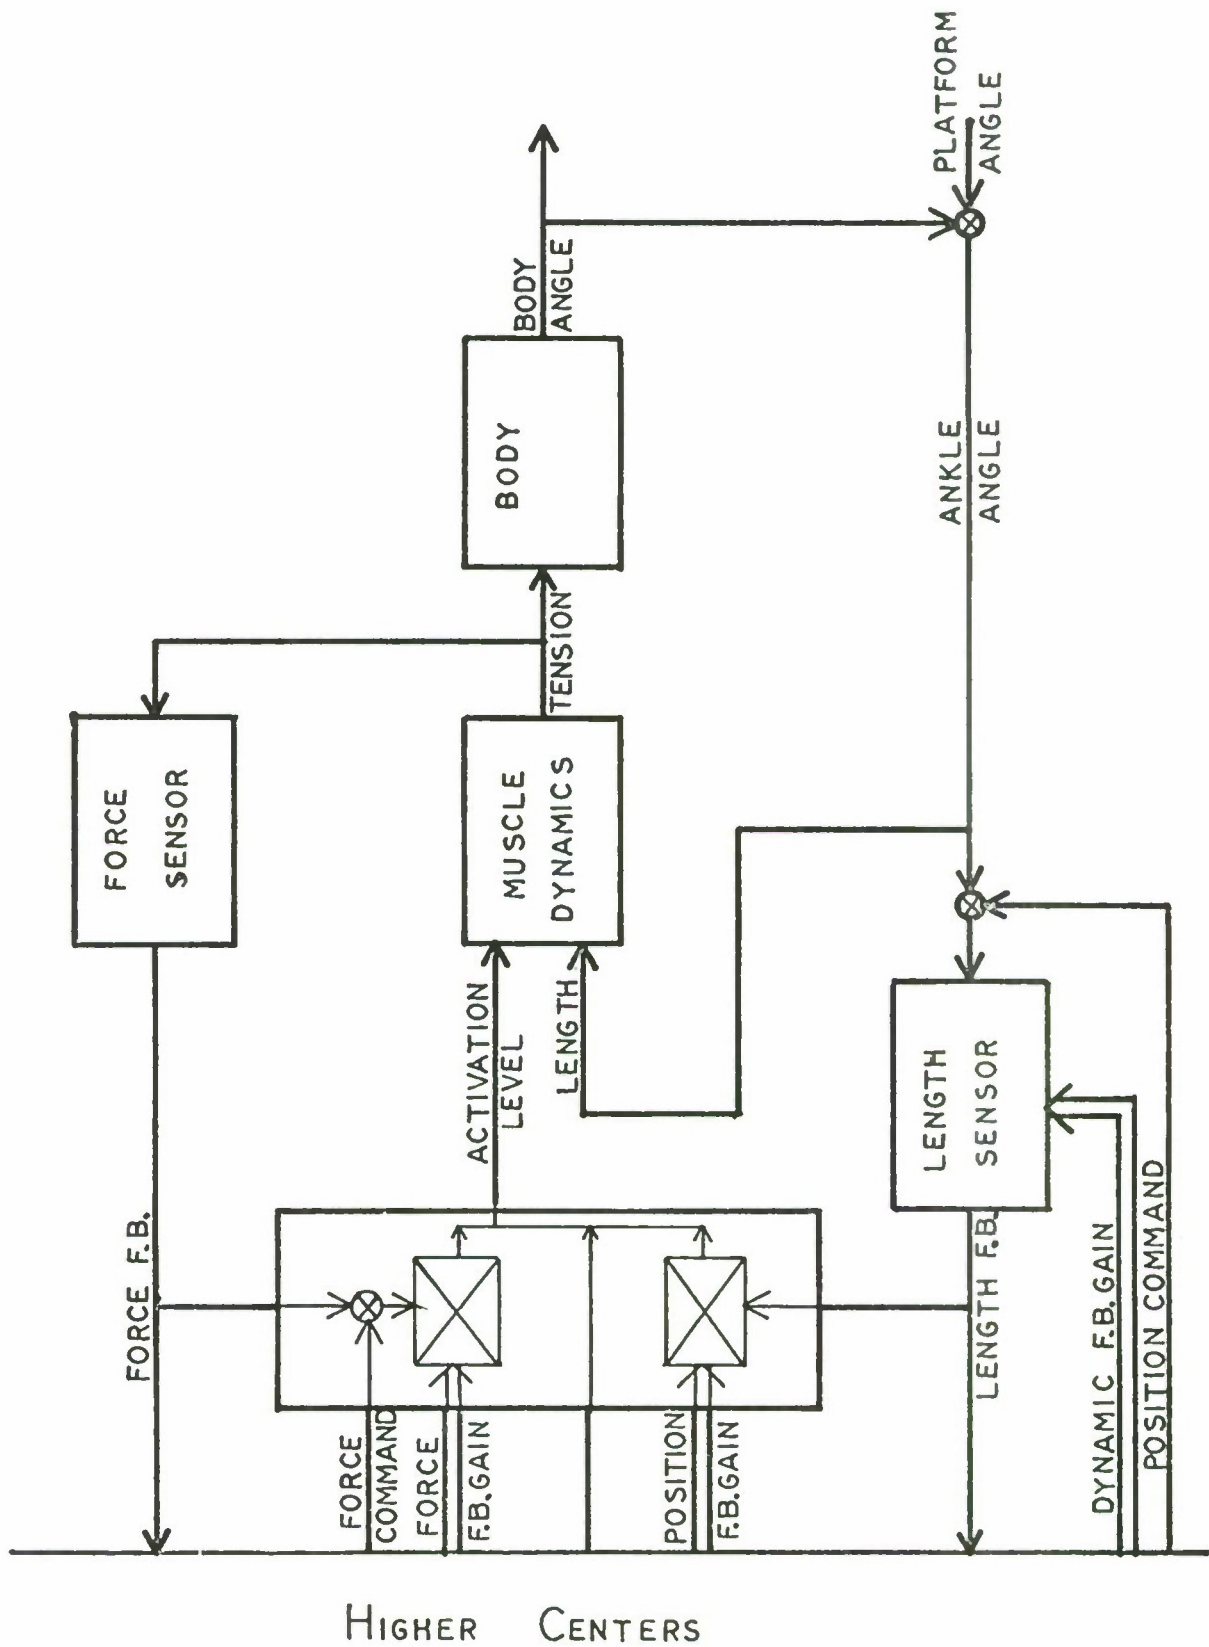 PLATFORM
ANGLE
BODY
ANGLE
BODY
ANKLE
ANGLE
TENSION
FORCE
SENSOR
MUSCLE
DYNAMICS
ACTIVATION
LEVEL
LENGTH
LENGTH
SENSOR
FORCE F.B.
LENGTH F.B.
FORCE
COMMAND
FORCE
F.B.GAIN
POSITION
F.B.GAIN
DYNAMIC F.B.GAIN
POSITION COMMAND
HIGHER CENTERS